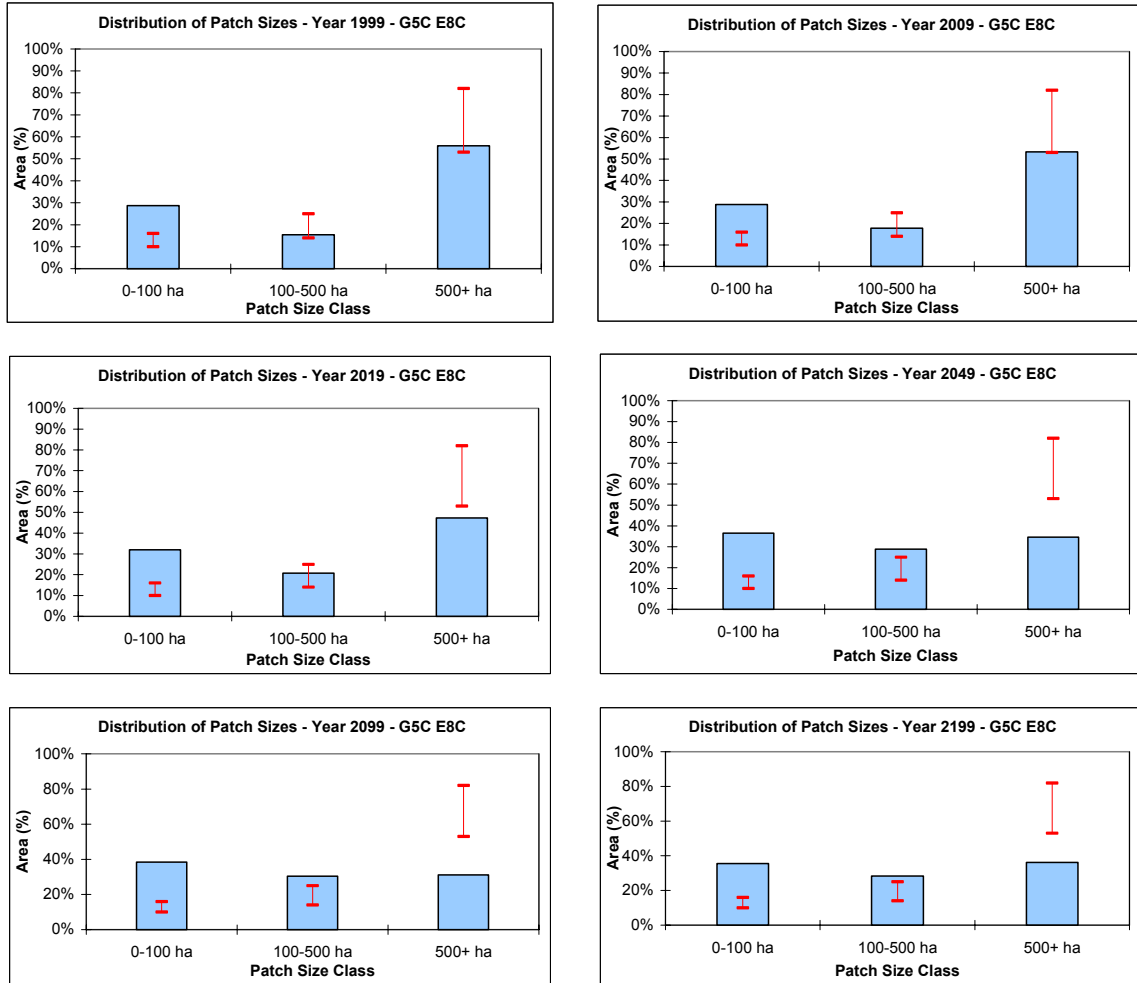 Distribution of Patch Sizes - Year 1999 - G5C E8C
100%
90%
80%
70%
60%
50%
40%
30%
20%
10%
0%
Area (%)
0-100 ha 100-500 ha 500+ ha
Patch Size Class
Distribution of Patch Sizes - Year 2009 - G5C E8C
100%
90%
80%
70%
60%
50%
40%
30%
20%
10%
0%
Area (%)
0-100 ha 100-500 ha 500+ ha
Patch Size Class
Distribution of Patch Sizes - Year 2019 - G5C E8C
100%
90%
80%
70%
60%
50%
40%
30%
20%
10%
0%
Area (%)
0-100 ha 100-500 ha 500+ ha
Patch Size Class
Distribution of Patch Sizes - Year 2049 - G5C E8C
100%
90%
80%
70%
60%
50%
40%
30%
20%
10%
0%
Area (%)
0-100 ha 100-500 ha 500+ ha
Patch Size Class
Distribution of Patch Sizes - Year 2099 - G5C E8C
100%
80%
60%
40%
20%
0%
Area (%)
0-100 ha 100-500 ha 500+ ha
Patch Size Class
Distribution of Patch Sizes - Year 2199 - G5C E8C
100%
80%
60%
40%
20%
0%
Area (%)
0-100 ha 100-500 ha 500+ ha
Patch Size Class